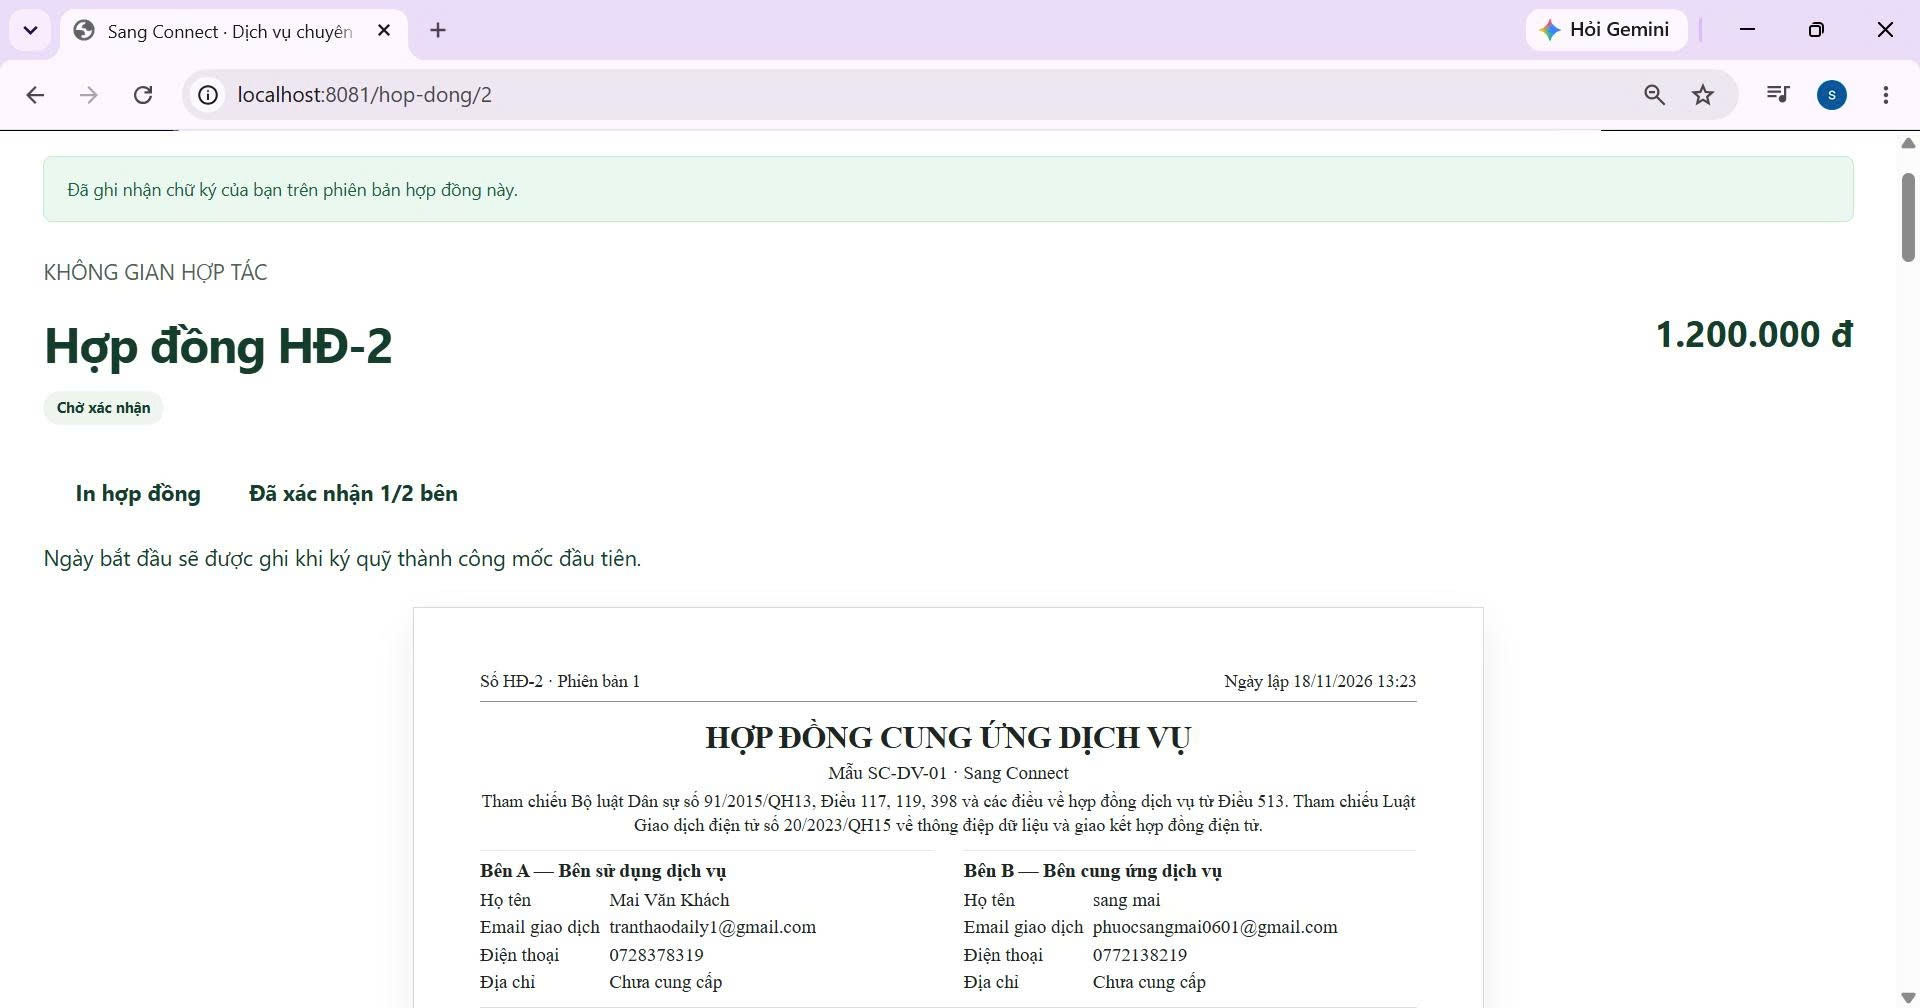 Sang Connect · Dịch vụ chuyên
Hỏi Gemini
localhost:8081/hop-dong/2
s
Đã ghi nhận chữ ký của bạn trên phiên bản hợp đồng này.
KHÔNG GIAN HỢP TÁC
Hợp đồng HĐ-2
1.200.000 đ
Chờ xác nhận
In hợp đồng
Đã xác nhận 1/2 bên
Ngày bắt đầu sẽ được ghi khi ký quỹ thành công mốc đầu tiên.
Số HĐ-2 · Phiên bản 1
Ngày lập 18/11/2026 13:23
HỢP ĐỒNG CUNG ỨNG DỊCH VỤ
Mẫu SC-DV-01 · Sang Connect
Tham chiếu Bộ luật Dân sự số 91/2015/QH13, Điều 117, 119, 398 và các điều về hợp đồng dịch vụ từ Điều 513. Tham chiếu Luật
Giao dịch điện tử số 20/2023/QH15 về thông điệp dữ liệu và giao kết hợp đồng điện tử.
Bên A — Bên sử dụng dịch vụ
Họ tên Mai Văn Khách
Email giao dịch tranthaodaily1@gmail.com
Điện thoại 0728378319
Địa chỉ Chưa cung cấp
Bên B — Bên cung ứng dịch vụ
Họ tên sang mai
Email giao dịch phuocsangmai0601@gmail.com
Điện thoại 0772138219
Địa chỉ Chưa cung cấp